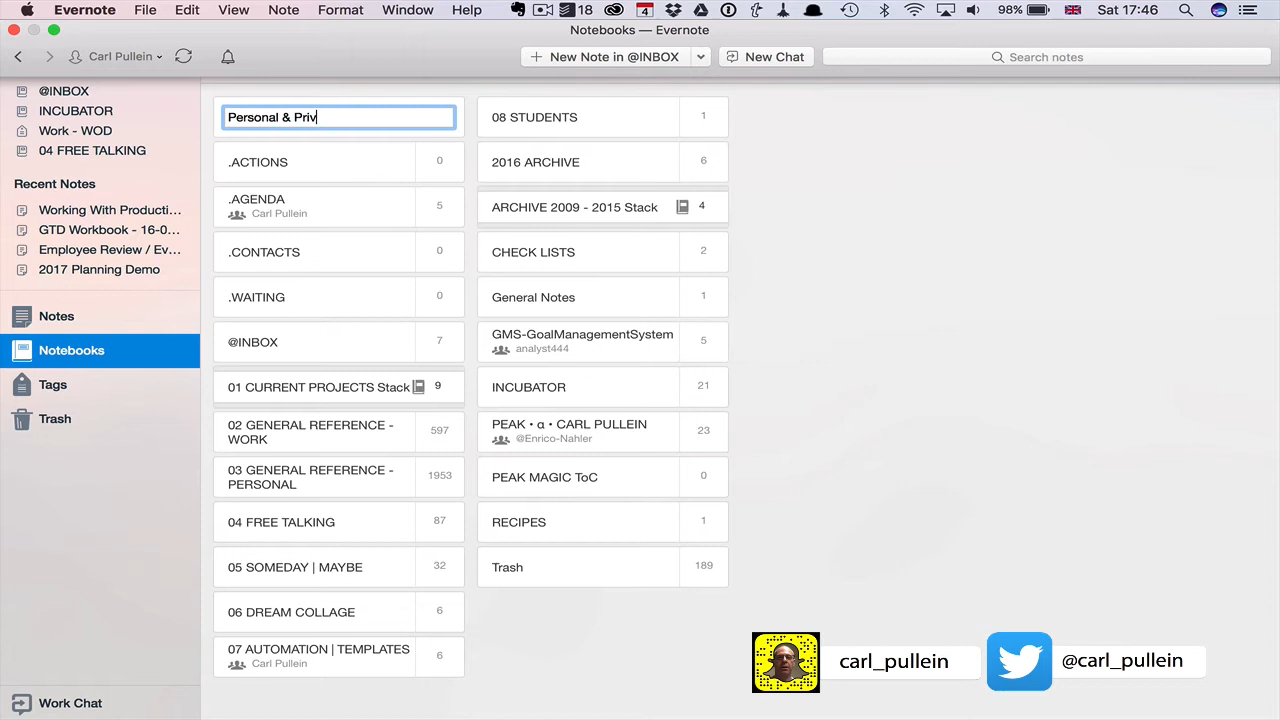 Evernote File Edit View Note Format Window Help 18 4 98% Sat 17:46
Notebooks — Evernote
Carl Pullein New Note in @INBOX New Chat Search notes
@INBOX
INCUBATOR
Work - WOD
04 FREE TALKING
Recent Notes
Working With Producti...
GTD Workbook - 16-0...
Employee Review / Ev...
2017 Planning Demo
Notes
Notebooks
Tags
Trash
Work Chat
Personal & Priv
.ACTIONS 0
.AGENDA 5
Carl Pullein
.CONTACTS 0
.WAITING 0
@INBOX 7
01 CURRENT PROJECTS Stack 9
02 GENERAL REFERENCE - 597
WORK
03 GENERAL REFERENCE - 1953
PERSONAL
04 FREE TALKING 87
05 SOMEDAY | MAYBE 32
06 DREAM COLLAGE 6
07 AUTOMATION | TEMPLATES 6
Carl Pullein
08 STUDENTS 1
2016 ARCHIVE 6
ARCHIVE 2009 - 2015 Stack 4
CHECK LISTS 2
General Notes 1
GMS-GoalManagementSystem 5
analyst444
INCUBATOR 21
PEAK • α • CARL PULLEIN 23
@Enrico-Nahler
PEAK MAGIC ToC 0
RECIPES 1
Trash 189
carl_pullein @carl_pullein